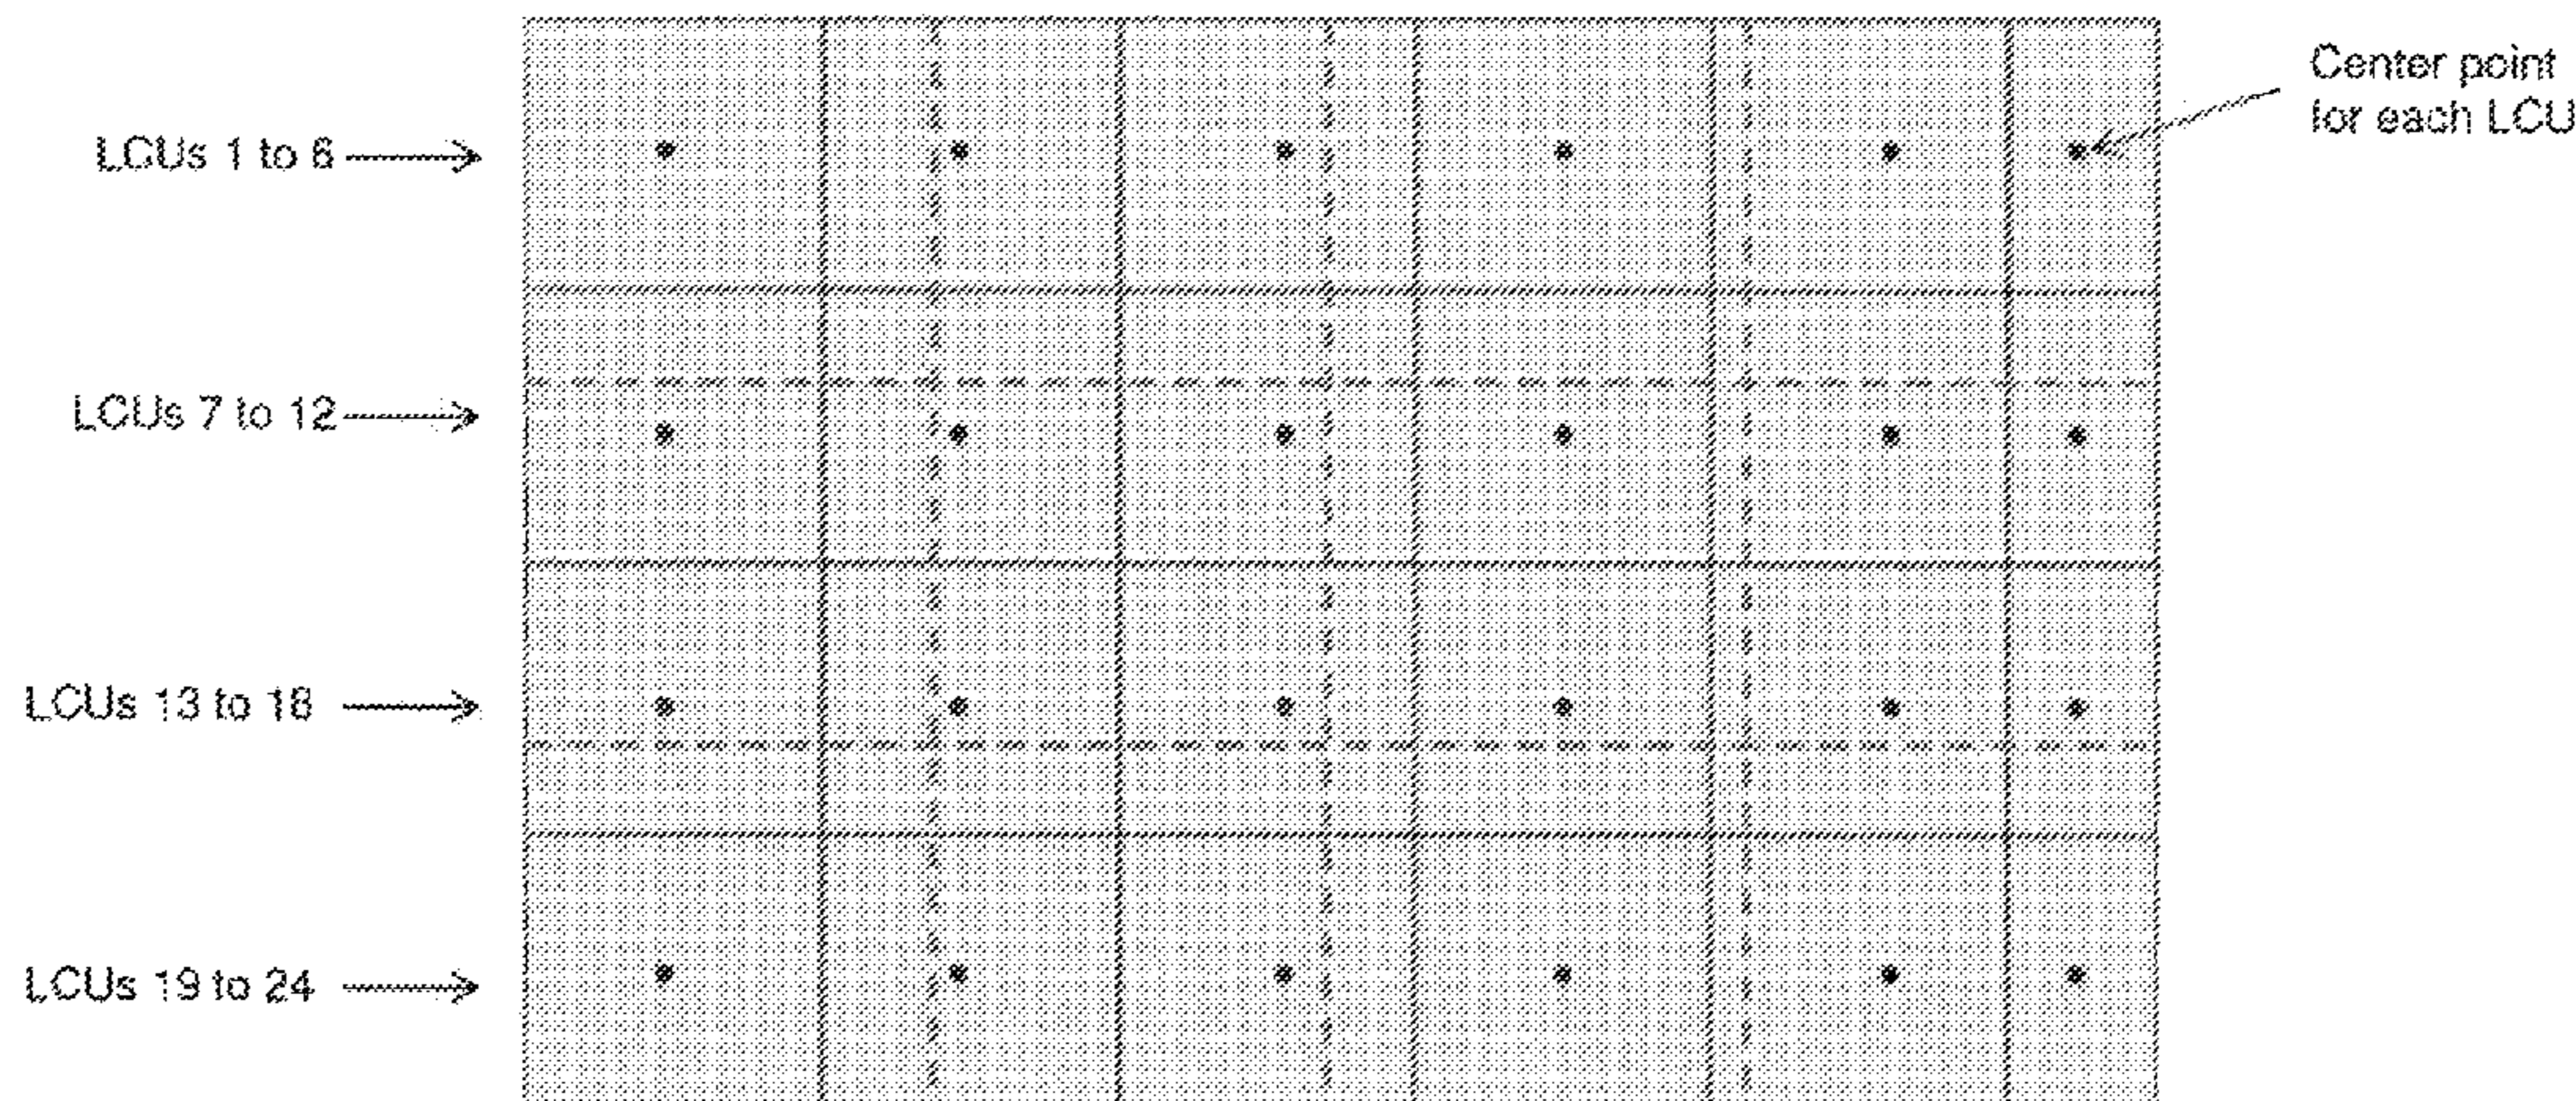 LCUs 1 to 6
LCUs 7 to 12
LCUs 13 to 18
LCUs 19 to 24
Center point
for each LCU